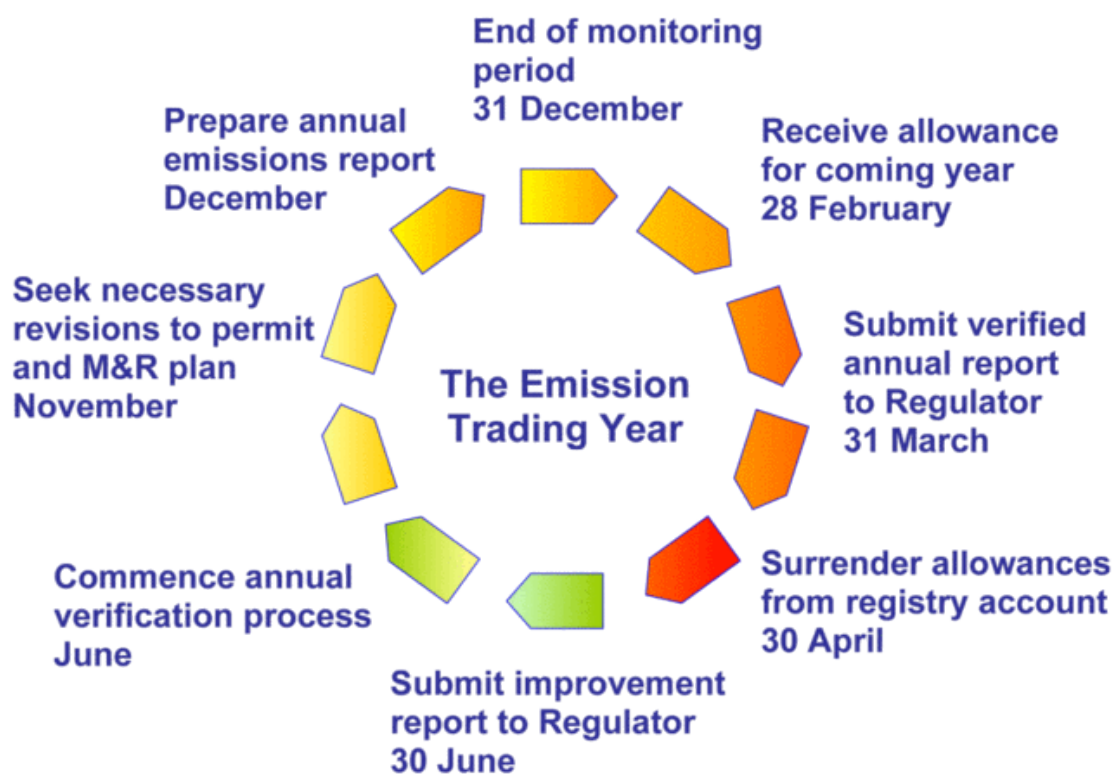 End of monitoring
period
31 December
Receive allowance
for coming year
28 February
Submit verified
annual report
to Regulator
31 March
Surrender allowances
from registry account
30 April
Submit improvement
report to Regulator
30 June
Commence annual
verification process
June
Seek necessary
revisions to permit
and M&R plan
November
Prepare annual
emissions report
December
The Emission
Trading Year